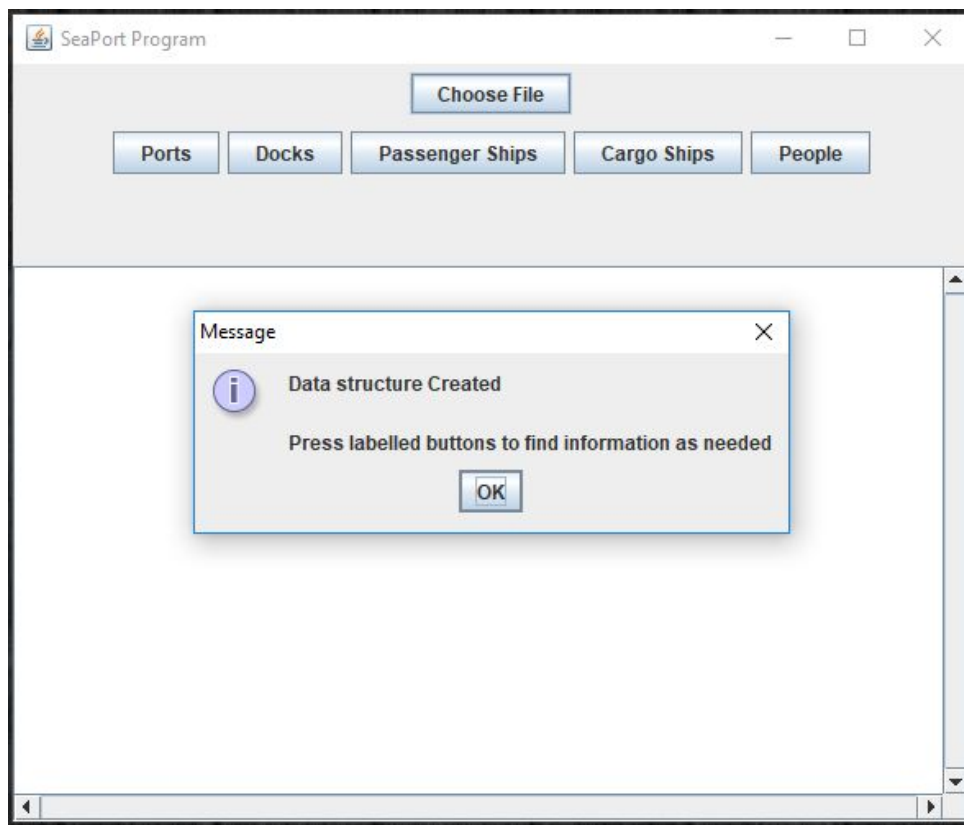 SeaPort Program
Choose File
Ports Docks Passenger Ships Cargo Ships People
Message
i
Data structure Created
Press labelled buttons to find information as needed
OK